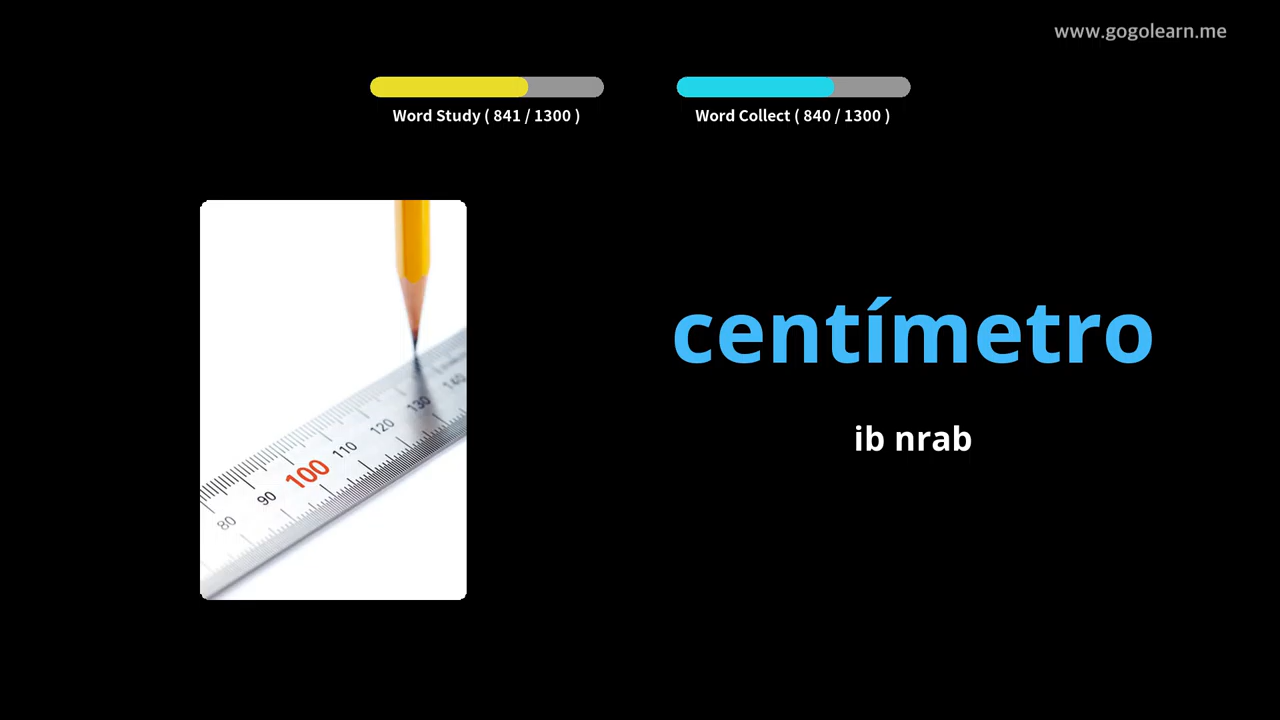 www.gogolearn.me
Word Study ( 841 / 1300 )
Word Collect ( 840 / 1300 )
centímetro
ib nrab
80
90
100
110
120
130
140